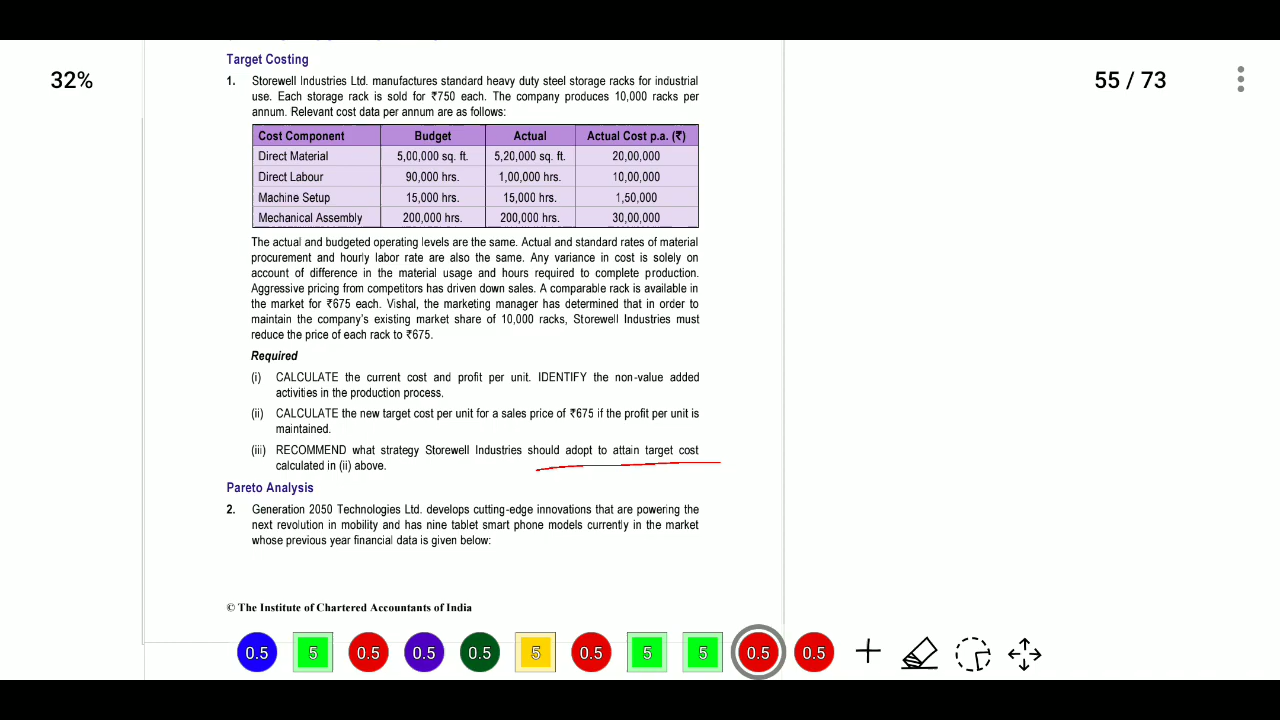 32%
55 / 73
Target Costing
1. Storewell Industries Ltd. manufactures standard heavy duty steel storage racks for industrial
use. Each storage rack is sold for ₹750 each. The company produces 10,000 racks per
annum. Relevant cost data per annum are as follows:
Cost Component Budget Actual Actual Cost p.a. (₹)
Direct Material 5,00,000 sq. ft. 5,20,000 sq. ft. 20,00,000
Direct Labour 90,000 hrs. 1,00,000 hrs. 10,00,000
Machine Setup 15,000 hrs. 15,000 hrs. 1,50,000
Mechanical Assembly 200,000 hrs. 200,000 hrs. 30,00,000
The actual and budgeted operating levels are the same. Actual and standard rates of material
procurement and hourly labor rate are also the same. Any variance in cost is solely on
account of difference in the material usage and hours required to complete production.
Aggressive pricing from competitors has driven down sales. A comparable rack is available in
the market for ₹675 each. Vishal, the marketing manager has determined that in order to
maintain the company's existing market share of 10,000 racks, Storewell Industries must
reduce the price of each rack to ₹675.
Required
(i) CALCULATE the current cost and profit per unit. IDENTIFY the non-value added
activities in the production process.
(ii) CALCULATE the new target cost per unit for a sales price of ₹675 if the profit per unit is
maintained.
(iii) RECOMMEND what strategy Storewell Industries should adopt to attain target cost
calculated in (ii) above.
Pareto Analysis
2. Generation 2050 Technologies Ltd. develops cutting-edge innovations that are powering the
next revolution in mobility and has nine tablet smart phone models currently in the market
whose previous year financial data is given below:
© The Institute of Chartered Accountants of India
0.5 5 0.5 0.5 0.5 5 0.5 5 5 0.5 0.5